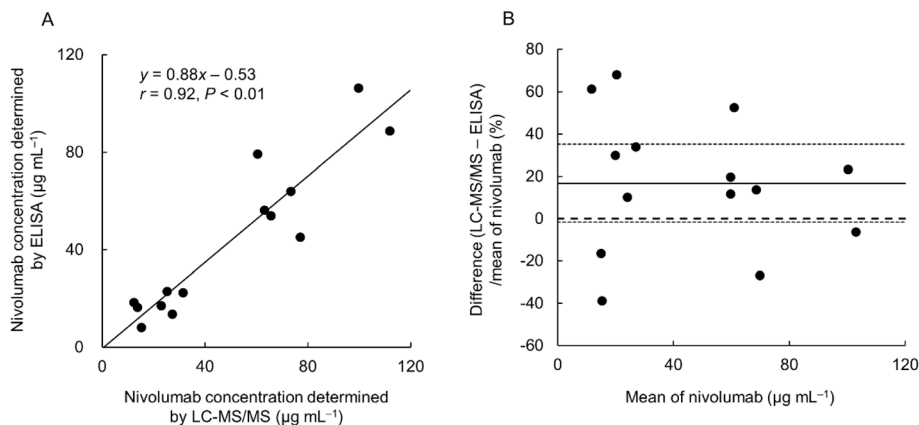 A
Nivolumab concentration determined
by ELISA (µg mL⁻¹)
y = 0.88x – 0.53
r = 0.92, P < 0.01
120
80
40
0
0 40 80 120
Nivolumab concentration determined
by LC-MS/MS (µg mL⁻¹)
B
Difference (LC-MS/MS – ELISA)
/mean of nivolumab (%)
80
60
40
20
0
-20
-40
-60
0 40 80 120
Mean of nivolumab (µg mL⁻¹)